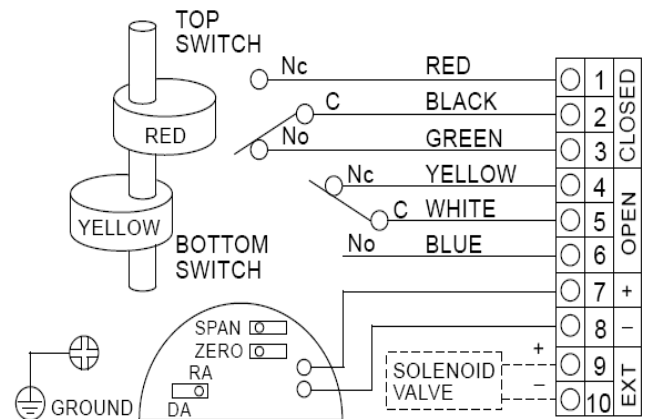 TOP
SWITCH
RED
YELLOW
BOTTOM
SWITCH
Nc RED 1
C BLACK 2
No GREEN 3
CLOSED
Nc YELLOW 4
C WHITE 5
No BLUE 6
OPEN
7 +
8 −
SPAN
ZERO
RA
DA
GROUND
SOLENOID
VALVE
+ 9
− 10
EXT